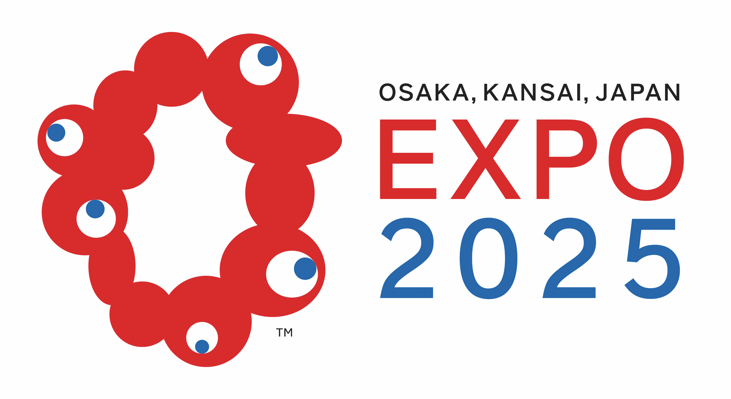 OSAKA, KANSAI, JAPAN
EXPO
2025
TM